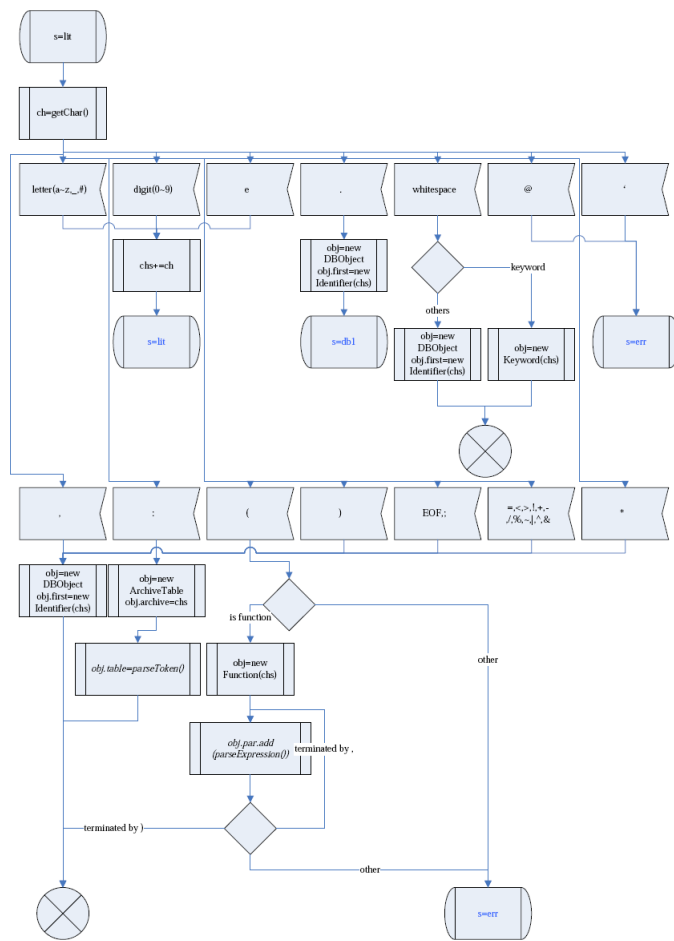 s=lit
ch=getChar()
letter(a~z,_,#)
digit(0~9)
e
.
whitespace
@
‘
chs+=ch
obj=new
DBObject
obj.first=new
Identifier(chs)
keyword
others
s=lit
s=db1
obj=new
DBObject
obj.first=new
Identifier(chs)
obj=new
Keyword(chs)
s=err
,
:
(
)
EOF,;
=,<,>,!,+,-
,/,%,~,|,^,&
*
obj=new
DBObject
obj.first=new
Identifier(chs)
obj=new
ArchiveTable
obj.archive=chs
is function
obj.table=parseToken()
obj=new
Function(chs)
other
obj.par.add
(parseExpression())
terminated by ,
terminated by )
other
s=err